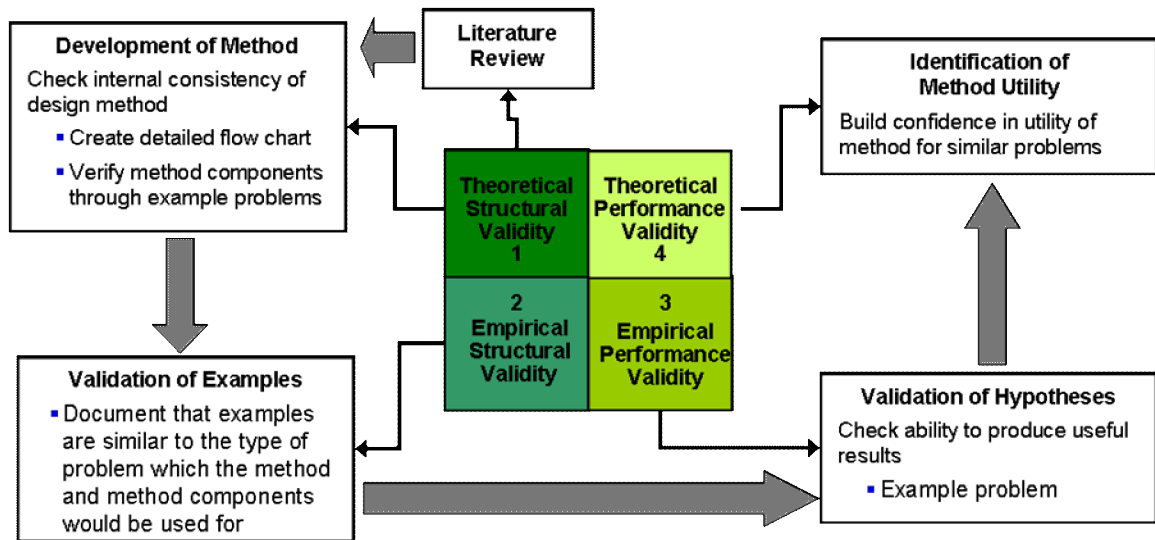 Development of Method
Check internal consistency of
design method
▪ Create detailed flow chart
▪ Verify method components
through example problems
Literature
Review
Identification of
Method Utility
Build confidence in utility of
method for similar problems
Theoretical
Structural
Validity
1
Theoretical
Performance
Validity
4
2
Empirical
Structural
Validity
3
Empirical
Performance
Validity
Validation of Examples
▪ Document that examples
are similar to the type of
problem which the method
and method components
would be used for
Validation of Hypotheses
Check ability to produce useful
results
▪ Example problem